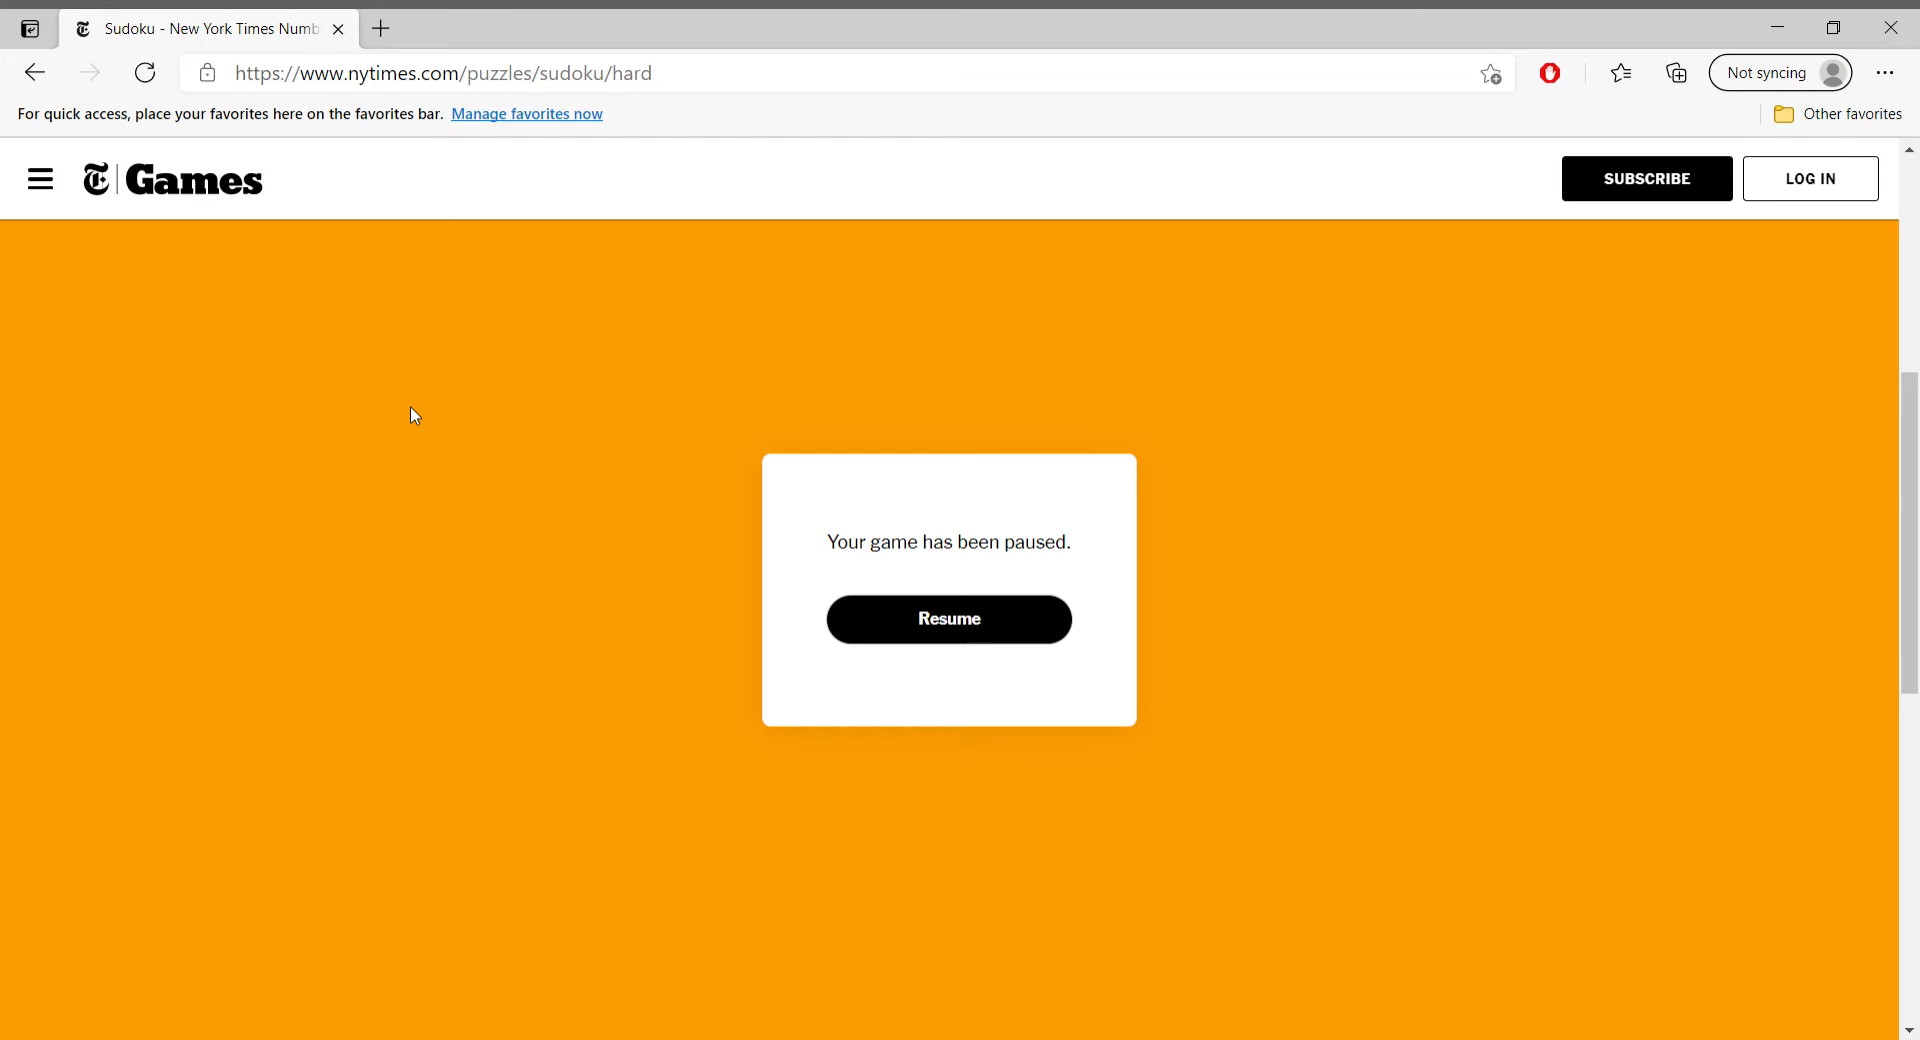 Sudoku - New York Times Numb
https://www.nytimes.com/puzzles/sudoku/hard
Not syncing
For quick access, place your favorites here on the favorites bar. Manage favorites now
Other favorites
T Games
SUBSCRIBE
LOG IN
Your game has been paused.
Resume